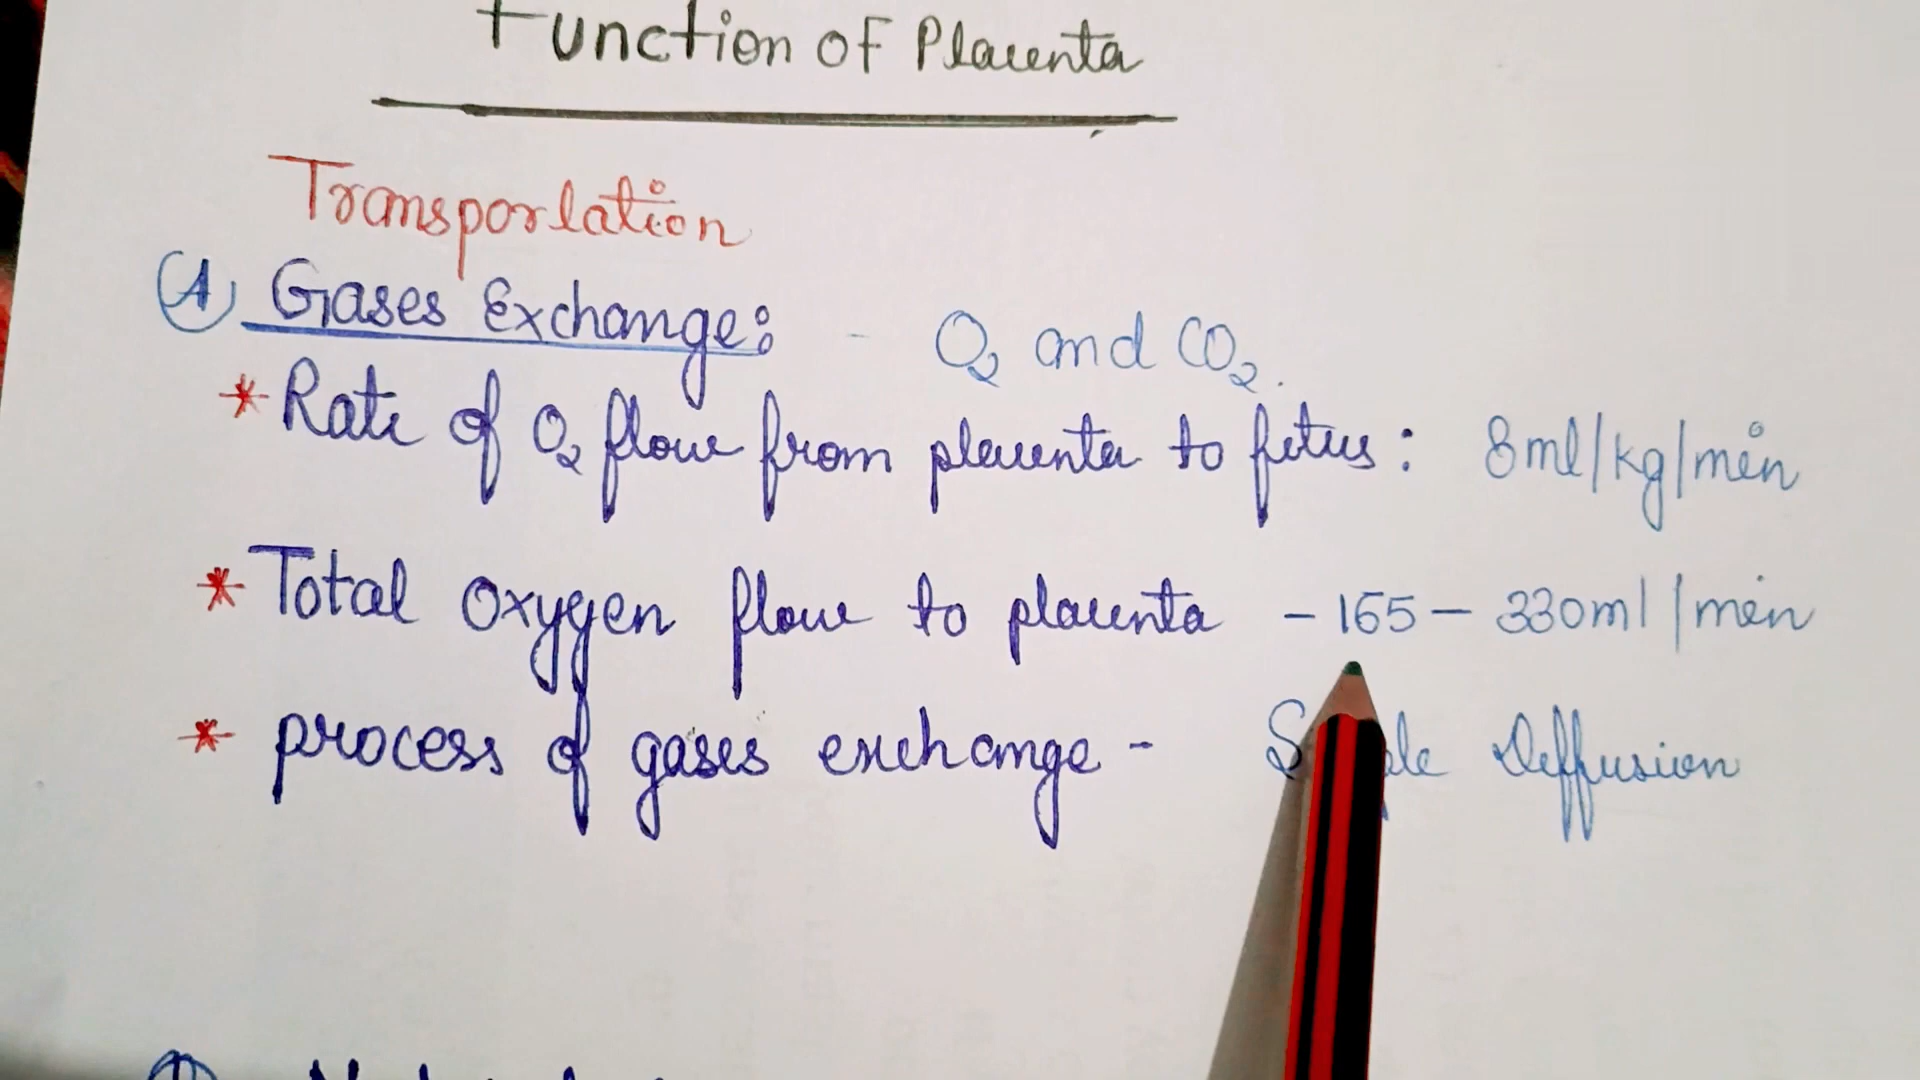 Function of Placenta
Transportation
A Gases Exchange: - O2 and CO2.
* Rate of O2 flow from placenta to fetus: 8ml/kg/min
* Total oxygen flow to placenta - 165 - 330ml/min
* process of gases exchange - Diffusion